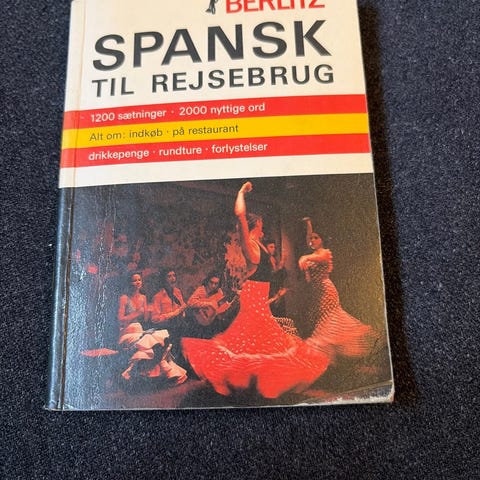 BERLITZ
SPANSK
TIL REJSEBRUG
1200 sætninger · 2000 nyttige ord
Alt om: indkøb · på restaurant
drikkepenge · rundture · forlystelser